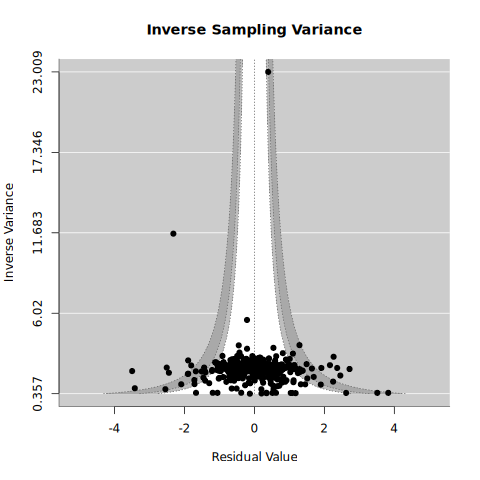 Inverse Sampling Variance
23.009
17.346
11.683
6.02
0.357
Inverse Variance
-4 -2 0 2 4
Residual Value